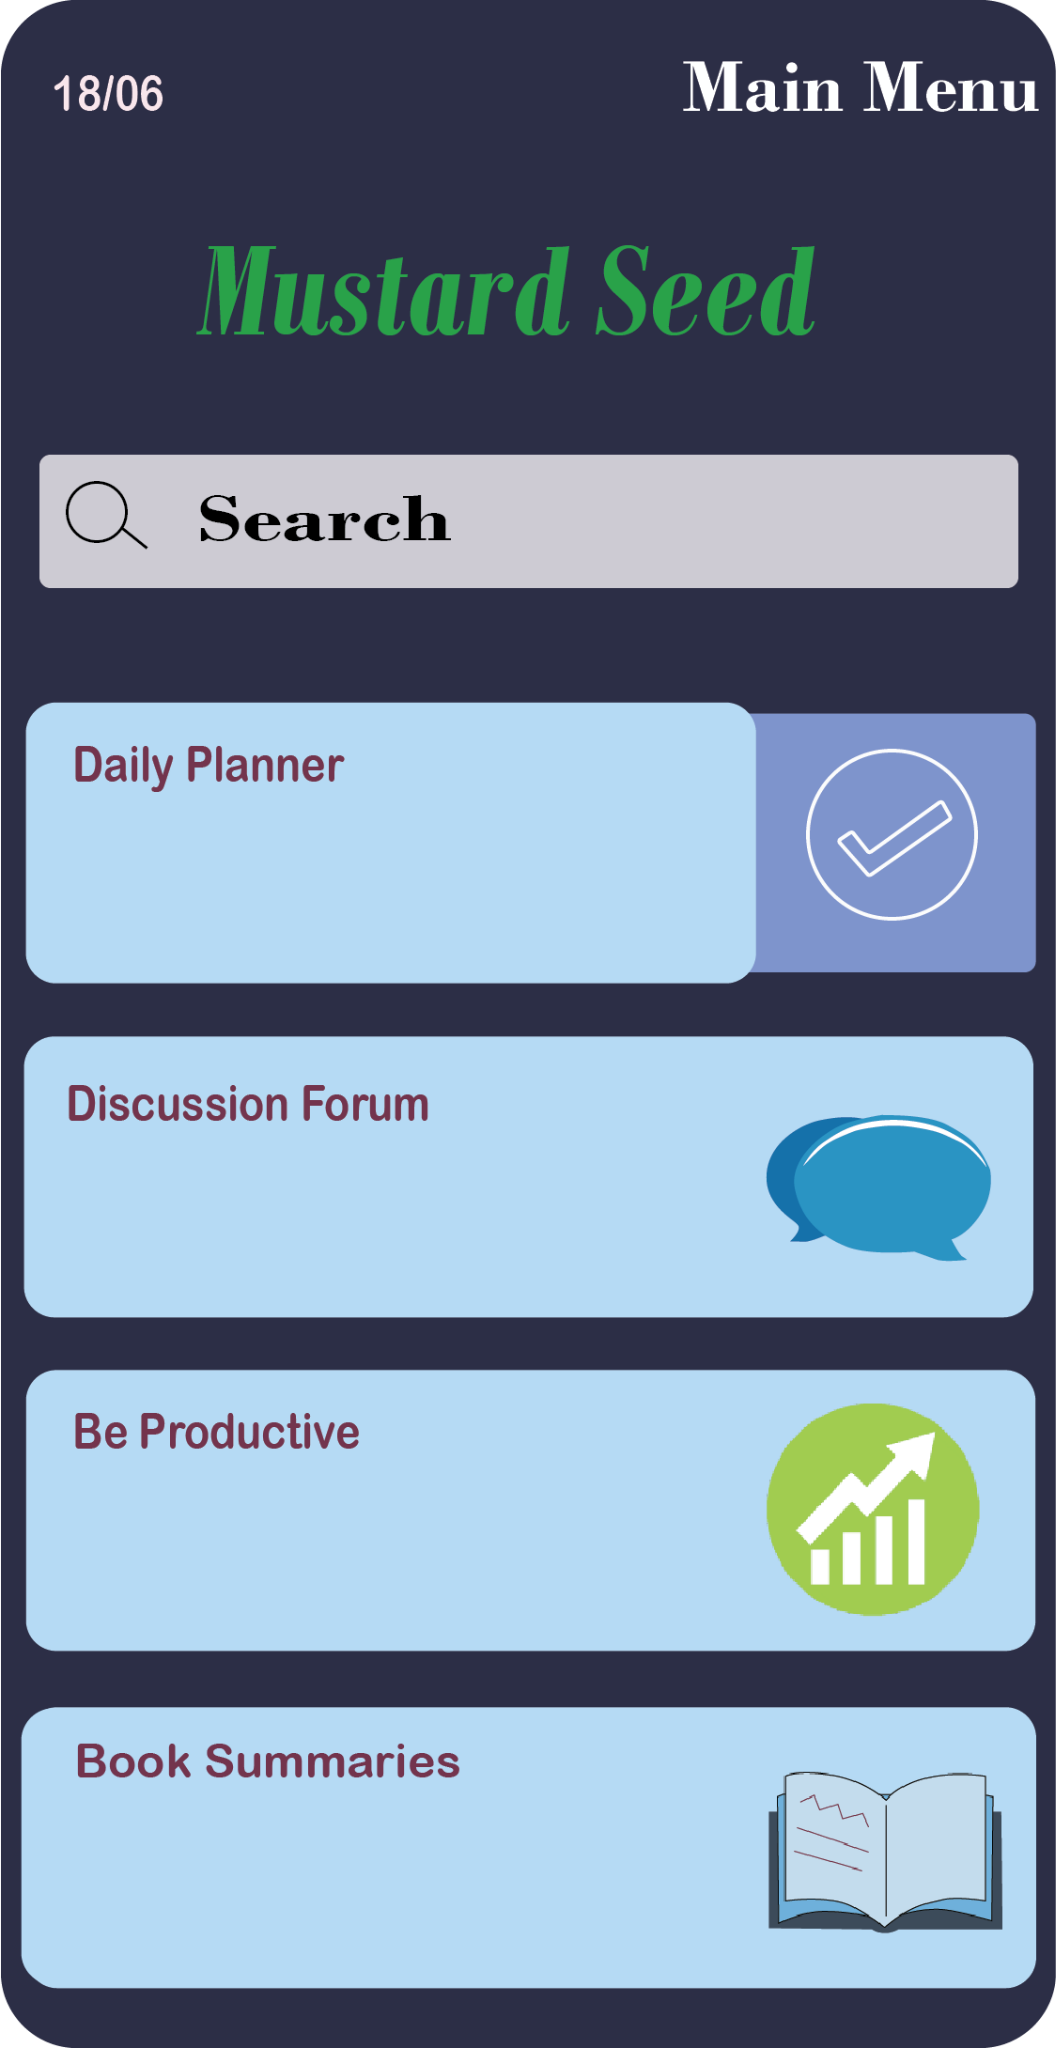 18/06
Main Menu
Mustard Seed
Search
Daily Planner
Discussion Forum
Be Productive
Book Summaries